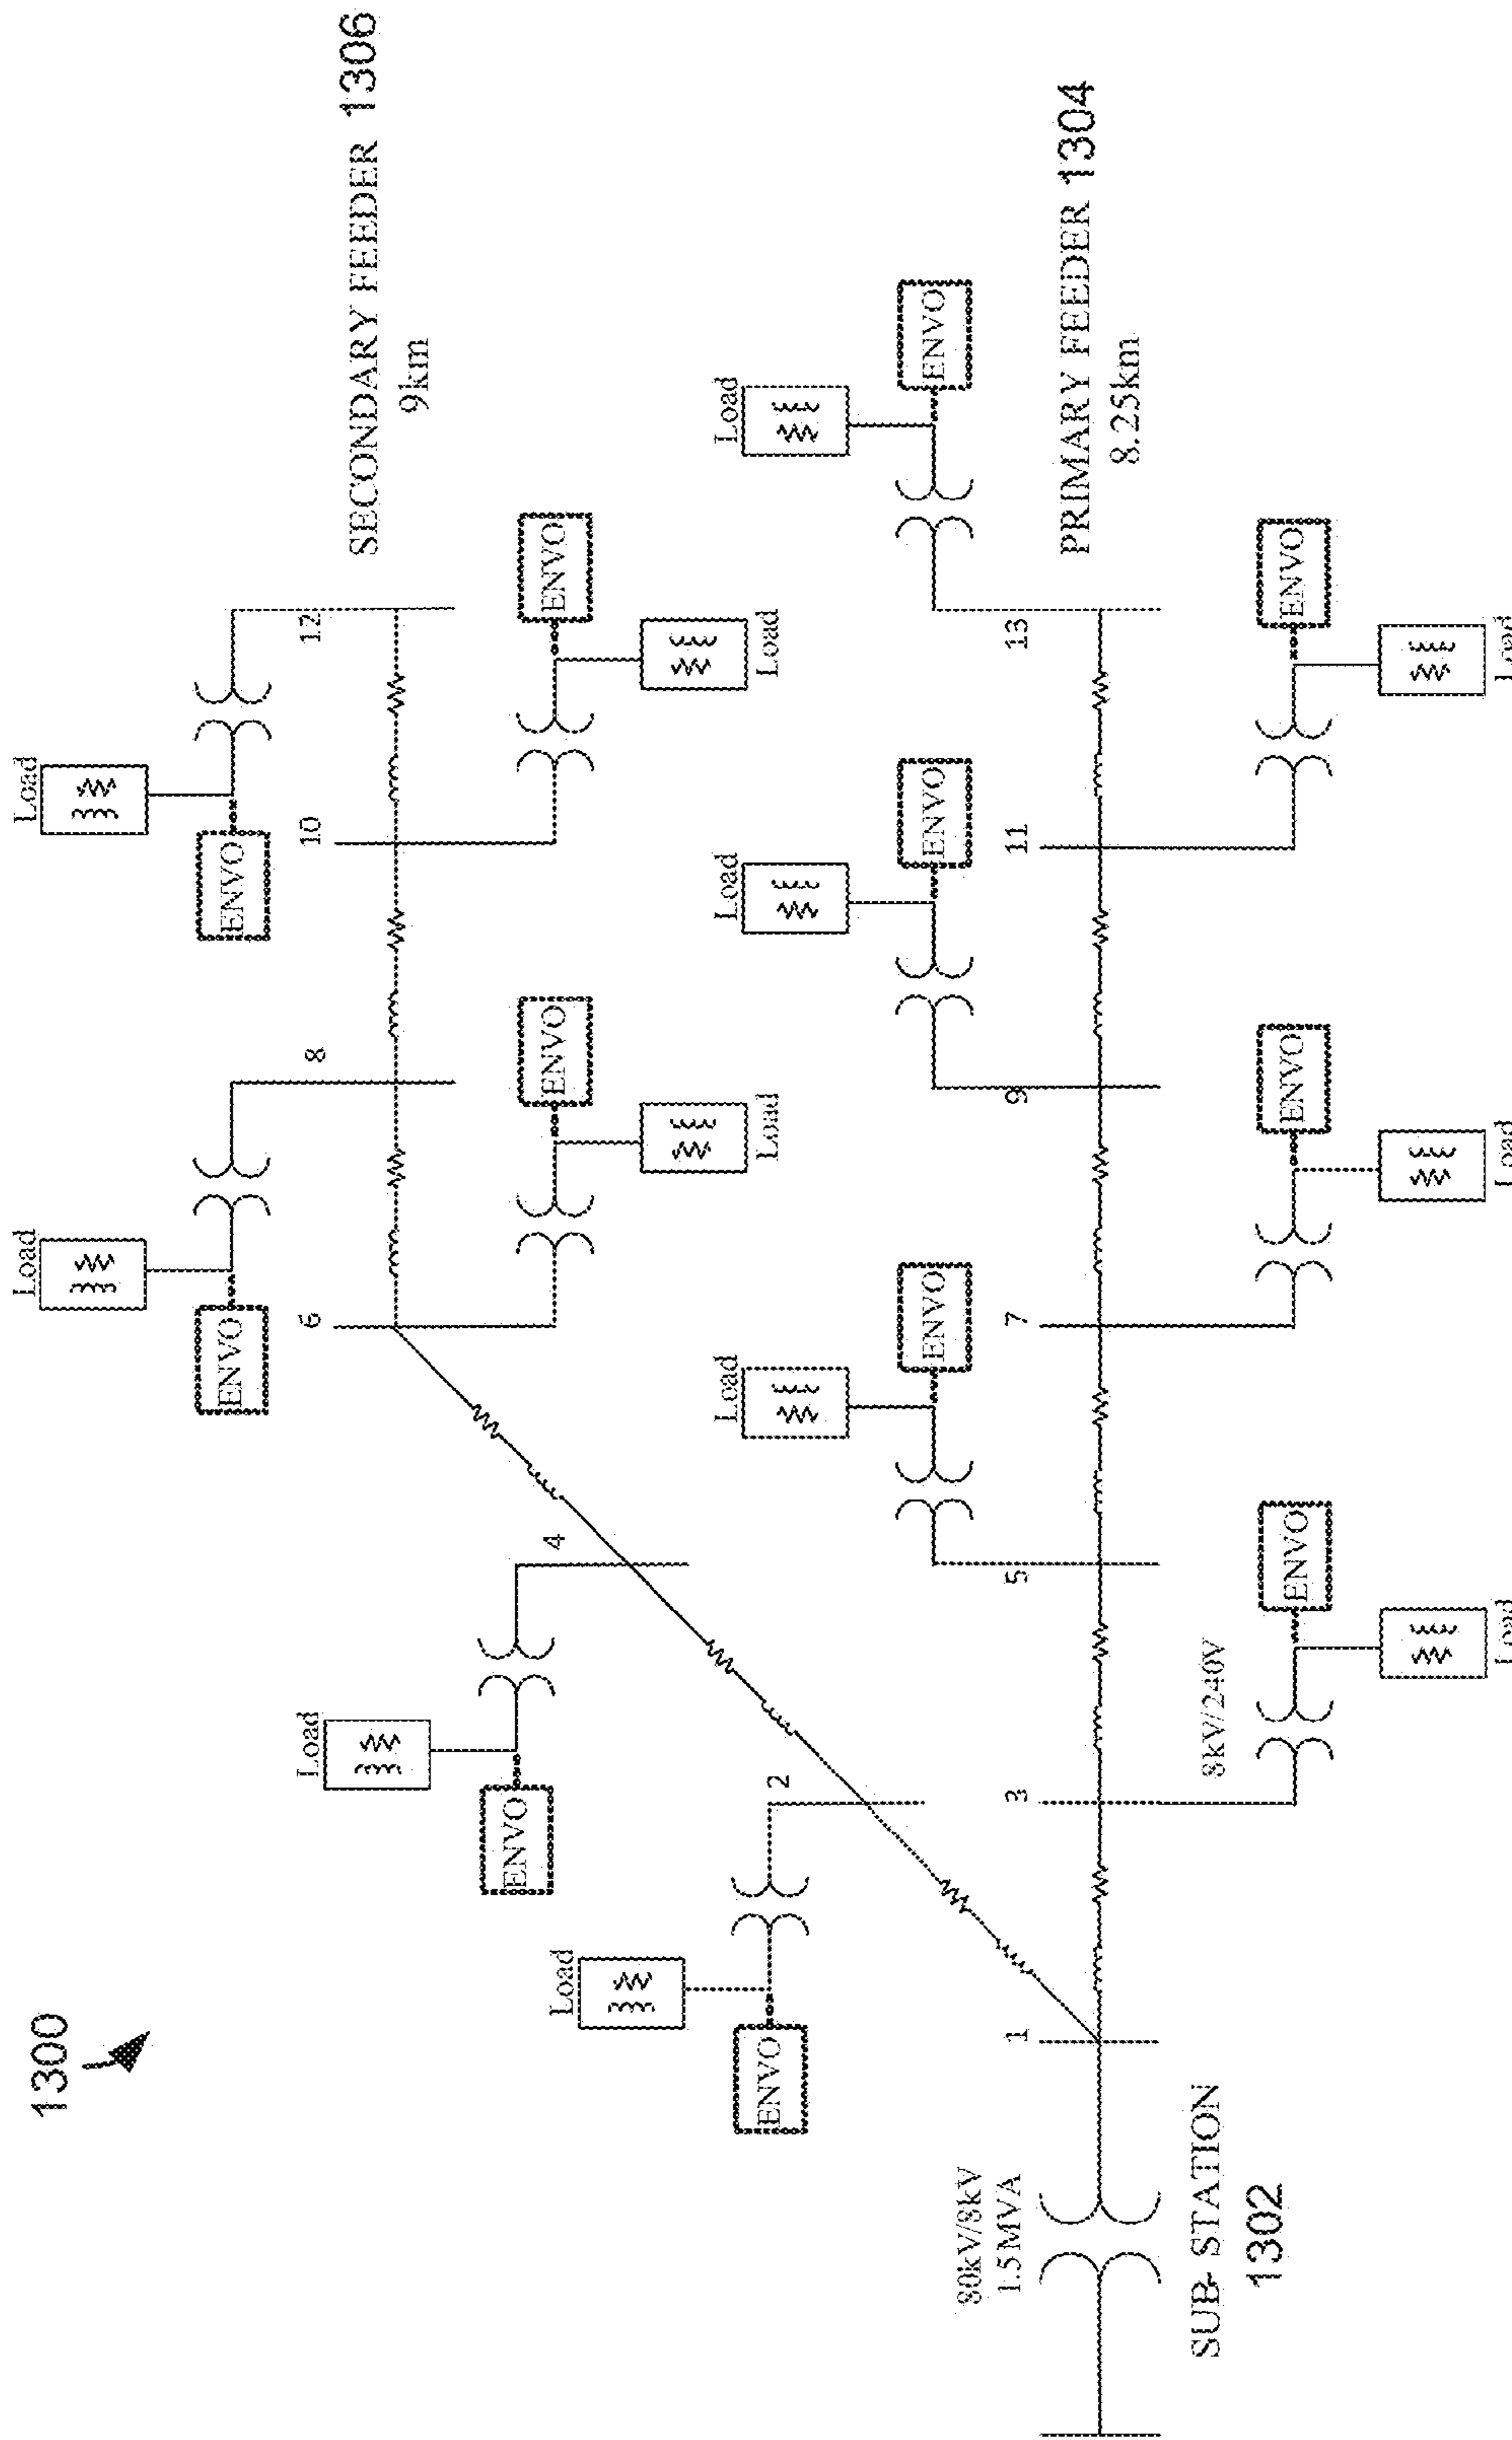 1300
SECONDARY FEEDER 1306
9km
Load
ENVO
12
Load
ENVO
8
10
ENVO
Load
6
ENVO
Load
Load
ENVO
4
Load
ENVO
2
PRIMARY FEEDER 1304
8.25km
Load
ENVO
13
Load
ENVO
9
11
ENVO
Load
Load
ENVO
5
7
ENVO
Load
3
8kV/240V
ENVO
Load
1
80kV/8kV
1.5MVA
SUB- STATION
1302